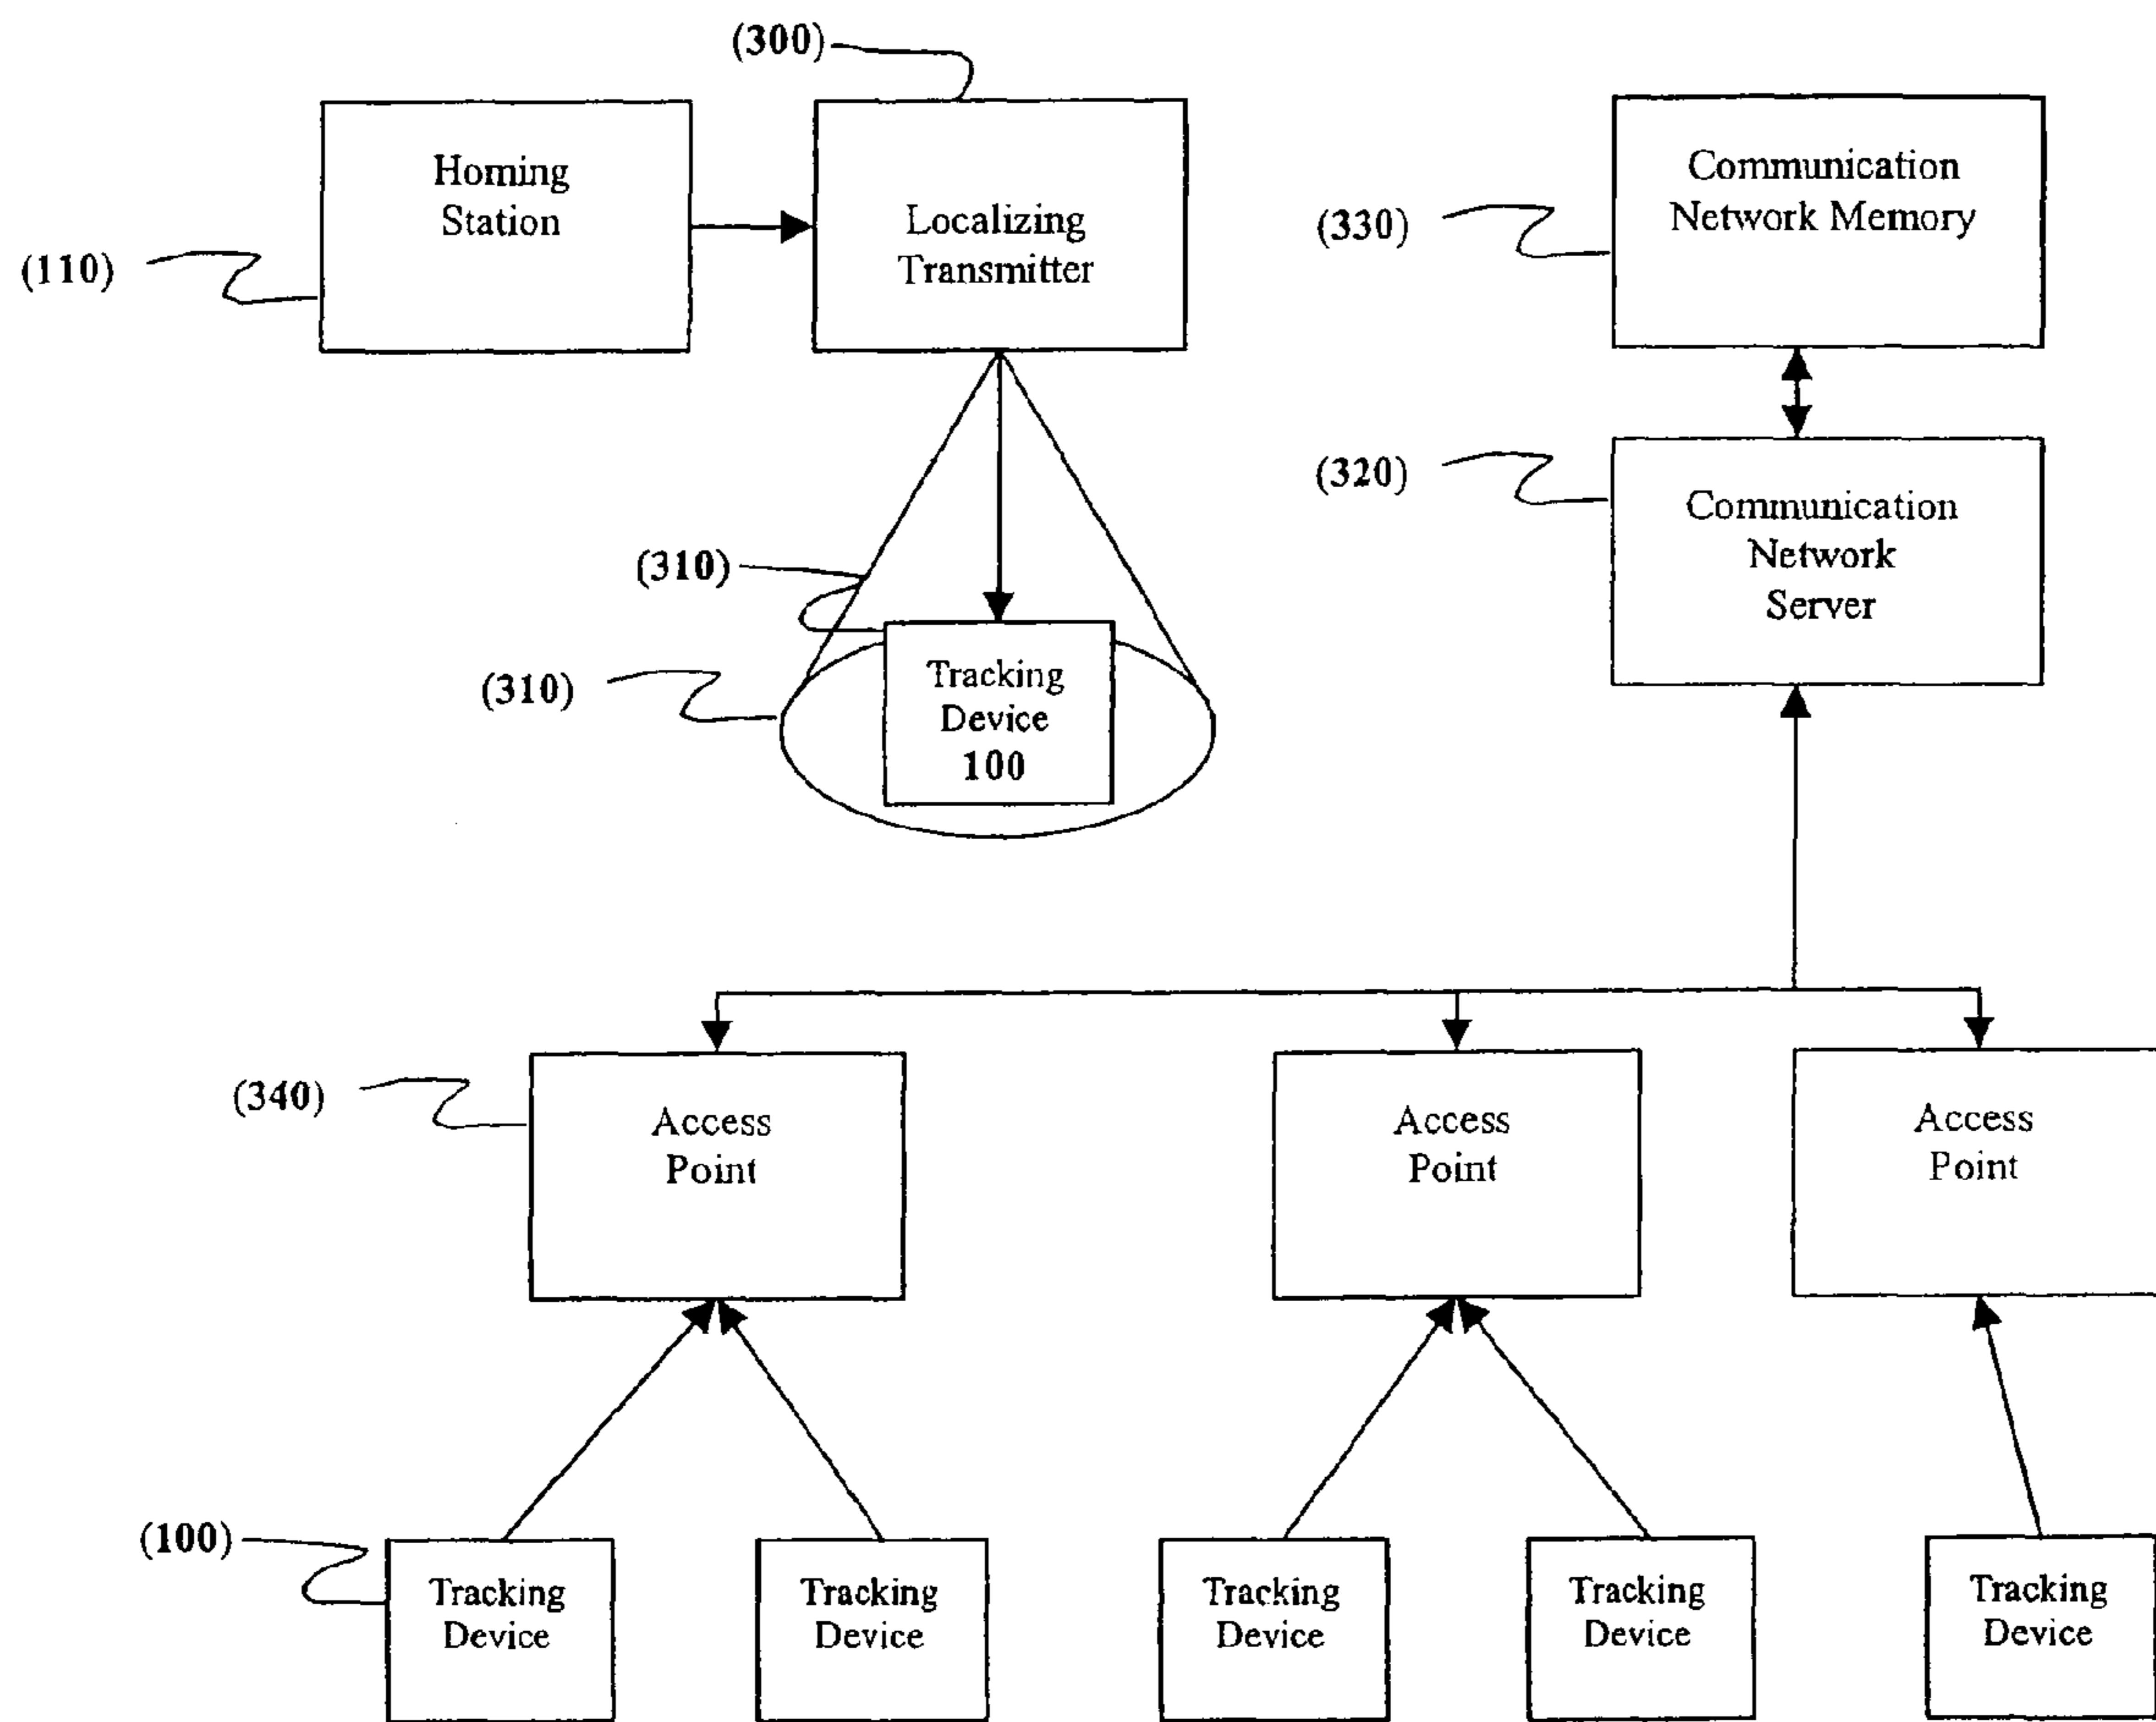 (300)
Homing
Station
Localizing
Transmitter
(110)
Communication
Network Memory
(330)
(320)
Communication
Network
Server
(310)
(310)
Tracking
Device
100
(340)
Access
Point
Access
Point
Access
Point
(100)
Tracking
Device
Tracking
Device
Tracking
Device
Tracking
Device
Tracking
Device